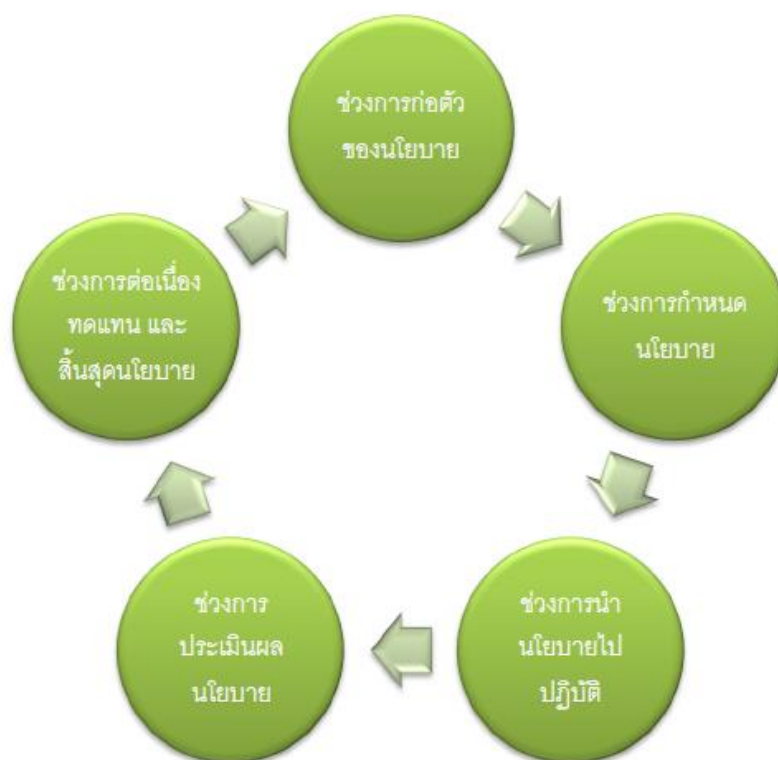 ช่วงการก่อตัว
ของนโยบาย
ช่วงการกำหนด
นโยบาย
ช่วงการนำ
นโยบายไป
ปฏิบัติ
ช่วงการ
ประเมินผล
นโยบาย
ช่วงการต่อเนื่อง
ทดแทน และ
สิ้นสุดนโยบาย